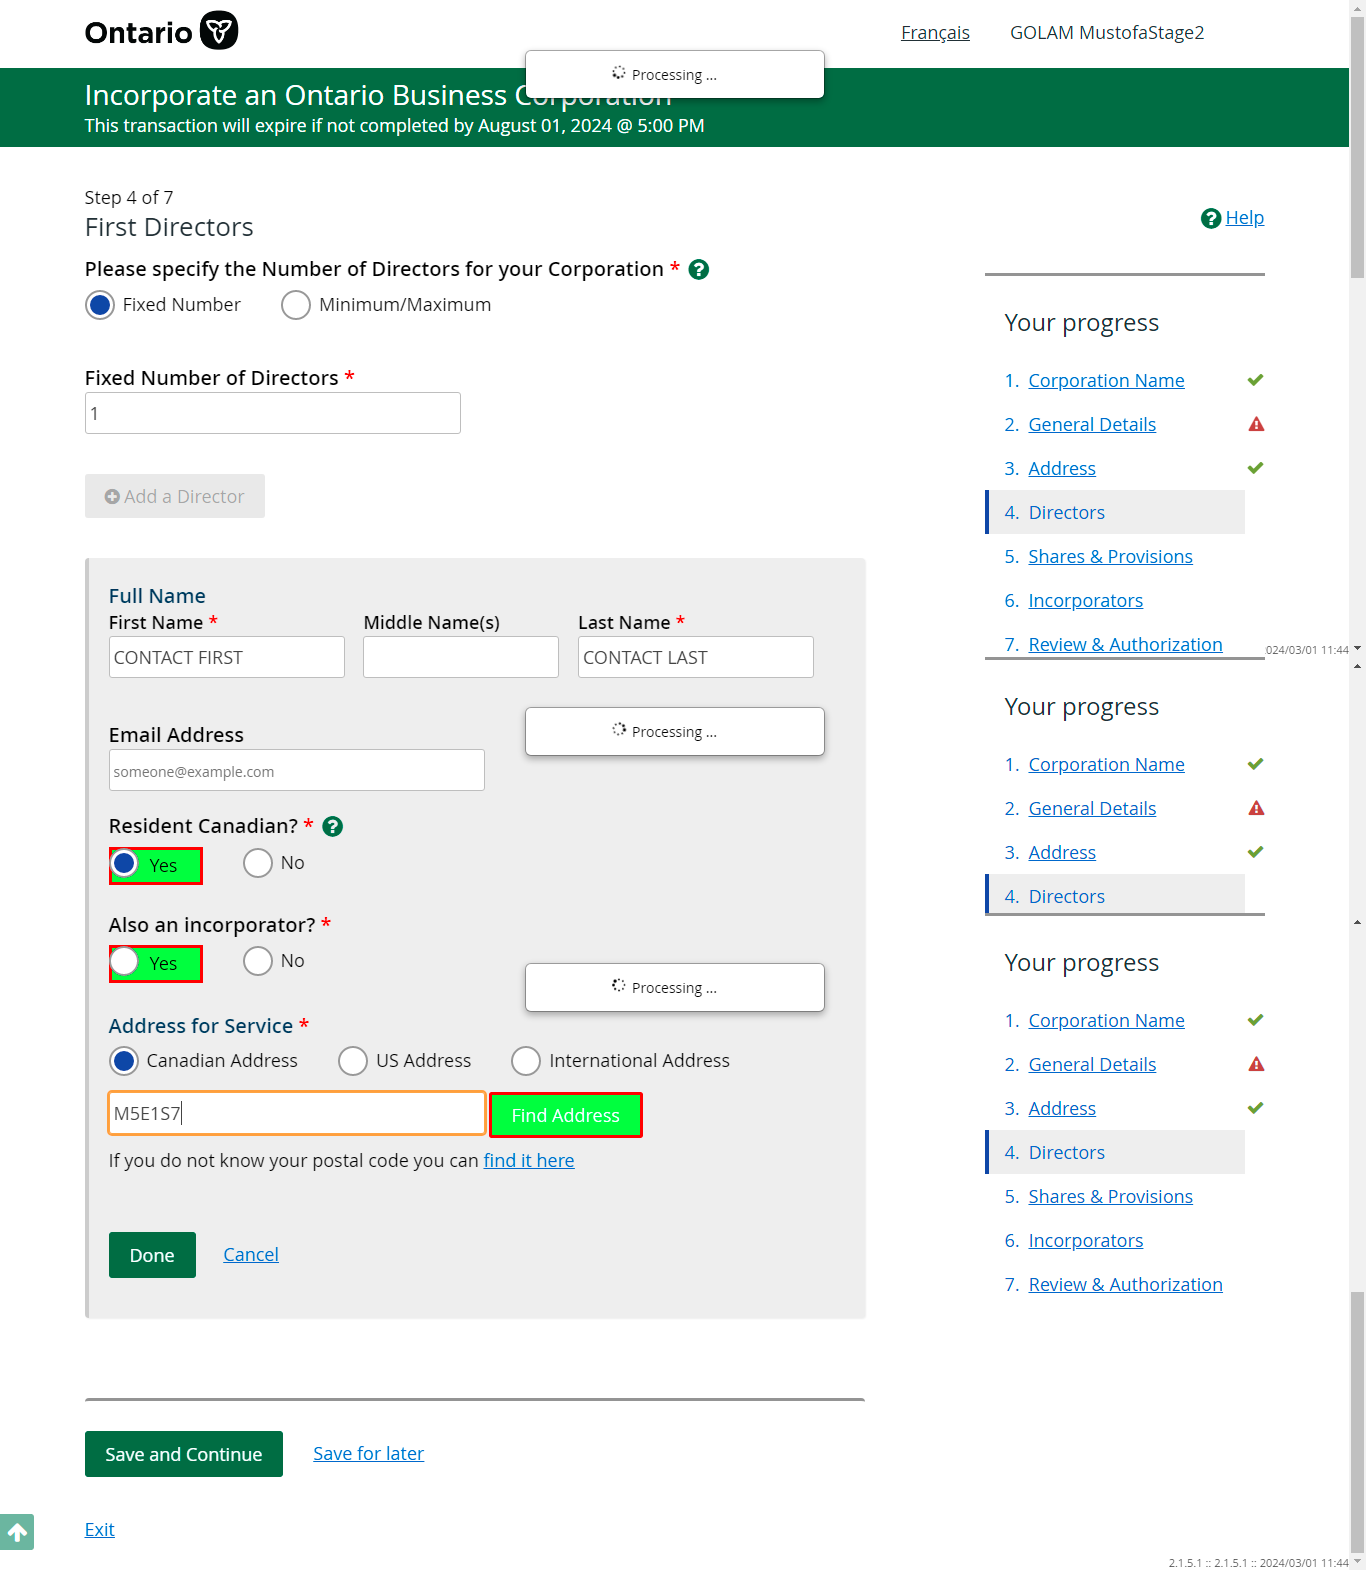 Ontario
Français GOLAM MustofaStage2
Processing ...
Incorporate an Ontario Business Corporation
This transaction will expire if not completed by August 01, 2024 @ 5:00 PM
Step 4 of 7
First Directors
Help
Please specify the Number of Directors for your Corporation *
Fixed Number Minimum/Maximum
Fixed Number of Directors *
1
Add a Director
Full Name
First Name * Middle Name(s) Last Name *
CONTACT FIRST CONTACT LAST
Processing ...
Email Address
someone@example.com
Resident Canadian? *
Yes No
Also an incorporator? *
Yes No
Processing ...
Address for Service *
Canadian Address US Address International Address
M5E1S7 Find Address
If you do not know your postal code you can find it here
Done Cancel
Save and Continue Save for later
Exit
Your progress
1. Corporation Name
2. General Details
3. Address
4. Directors
5. Shares & Provisions
6. Incorporators
7. Review & Authorization
024/03/01 11:44
Your progress
1. Corporation Name
2. General Details
3. Address
4. Directors
Your progress
1. Corporation Name
2. General Details
3. Address
4. Directors
5. Shares & Provisions
6. Incorporators
7. Review & Authorization
2.1.5.1 :: 2.1.5.1 :: 2024/03/01 11:44